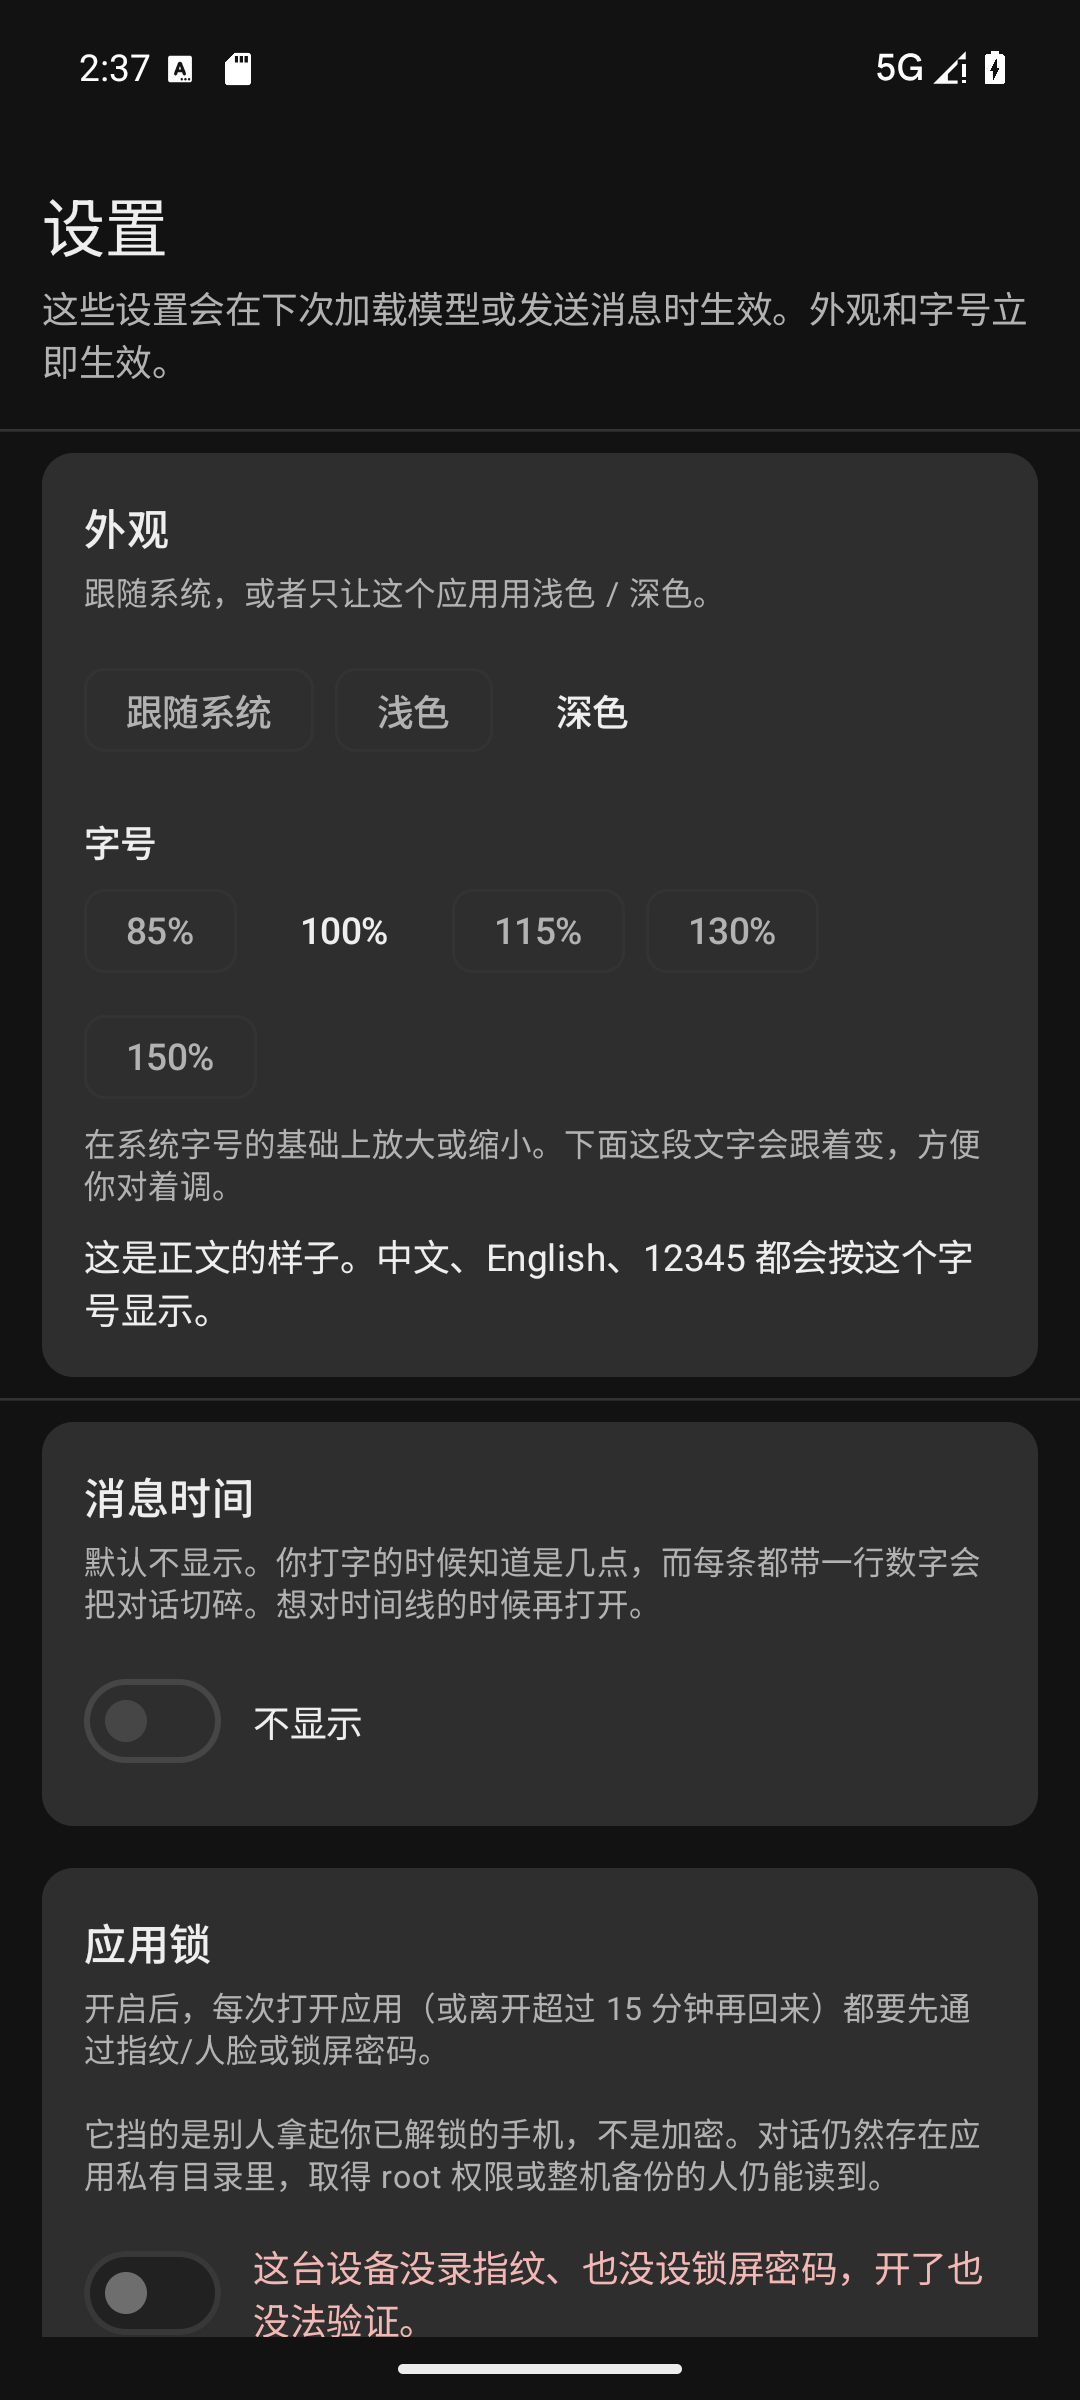 2:37
5G
设置
这些设置会在下次加载模型或发送消息时生效。外观和字号立
即生效。
外观
跟随系统，或者只让这个应用用浅色 / 深色。
跟随系统 浅色 深色
字号
85% 100% 115% 130%
150%
在系统字号的基础上放大或缩小。下面这段文字会跟着变，方便
你对着调。
这是正文的样子。中文、English、12345 都会按这个字
号显示。
消息时间
默认不显示。你打字的时候知道是几点，而每条都带一行数字会
把对话切碎。想对时间线的时候再打开。
不显示
应用锁
开启后，每次打开应用（或离开超过 15 分钟再回来）都要先通
过指纹/人脸或锁屏密码。
它挡的是别人拿起你已解锁的手机，不是加密。对话仍然存在应
用私有目录里，取得 root 权限或整机备份的人仍能读到。
这台设备没录指纹、也没设锁屏密码，开了也
没法验证。